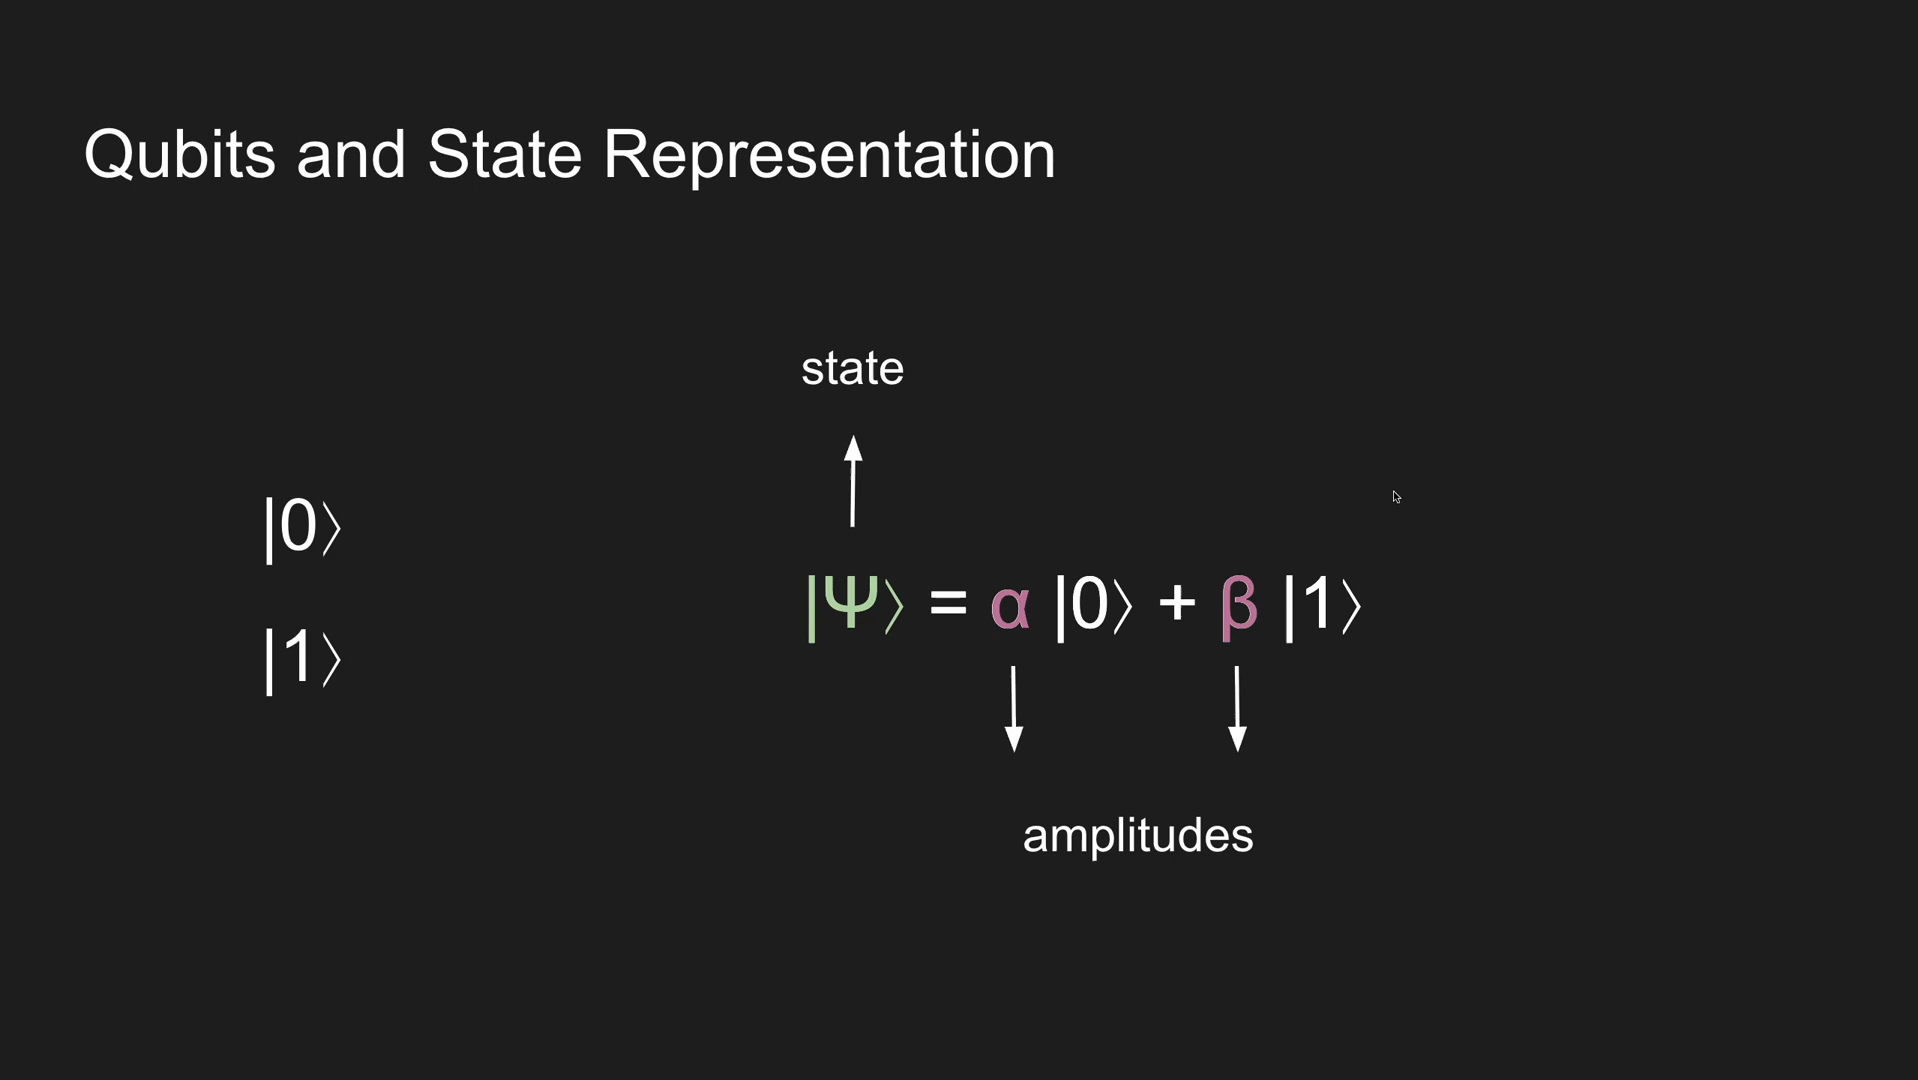 Qubits and State Representation
state
|0⟩
|Ψ⟩ = α |0⟩ + β |1⟩
|1⟩
amplitudes